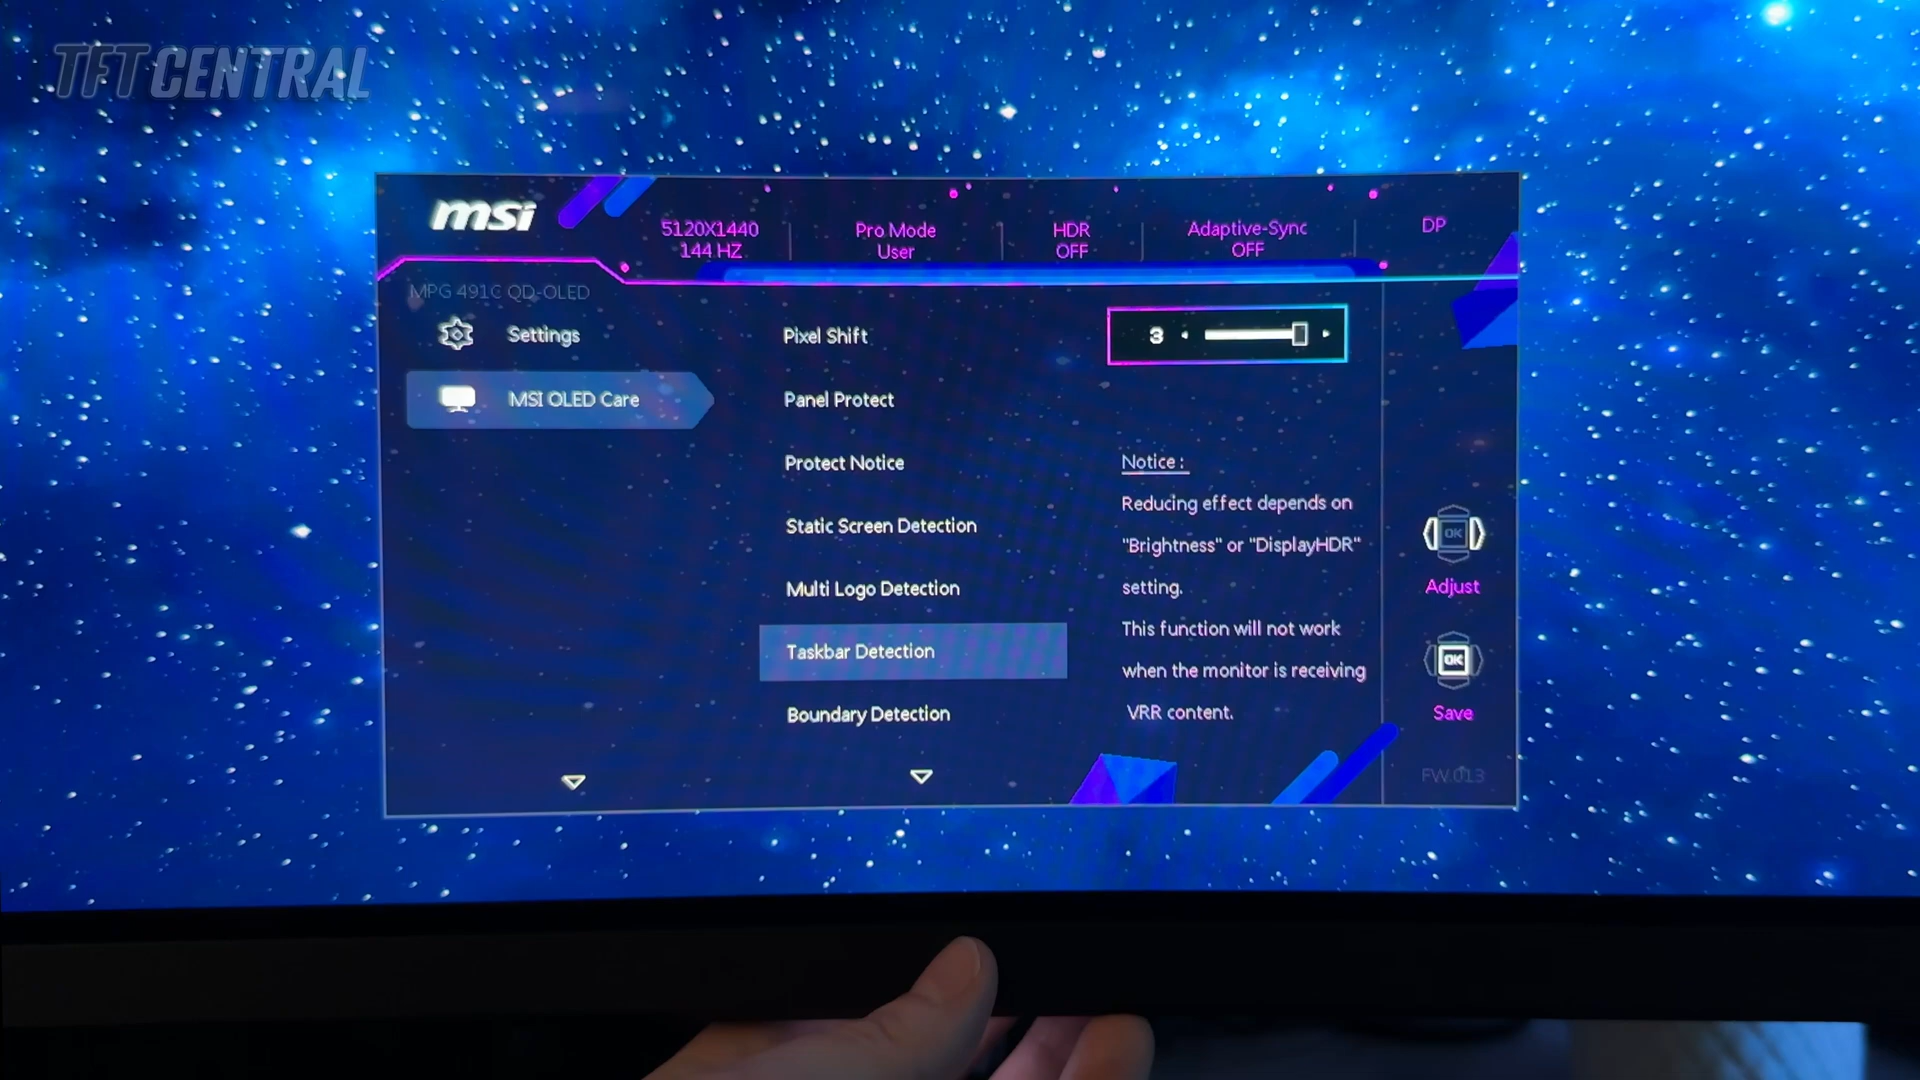 TFTCENTRAL
msi
5120X1440
144 HZ
Pro Mode
User
HDR
OFF
Adaptive-Sync
OFF
DP
MPG 491C QD-OLED
Settings
MSI OLED Care
Pixel Shift
3
Panel Protect
Protect Notice
Static Screen Detection
Multi Logo Detection
Taskbar Detection
Boundary Detection
Notice :
Reducing effect depends on
"Brightness" or "DisplayHDR"
setting.
This function will not work
when the monitor is receiving
VRR content.
OK
Adjust
OK
Save
FW.013